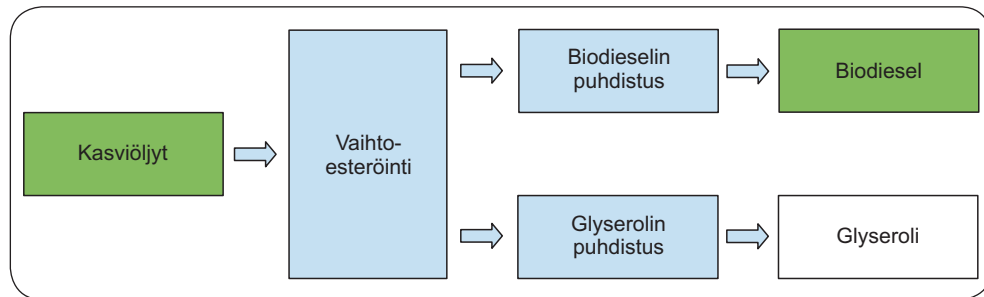 Kasviöljyt
Vaihto-
esteröinti
Biodieselin
puhdistus
Biodiesel
Glyserolin
puhdistus
Glyseroli